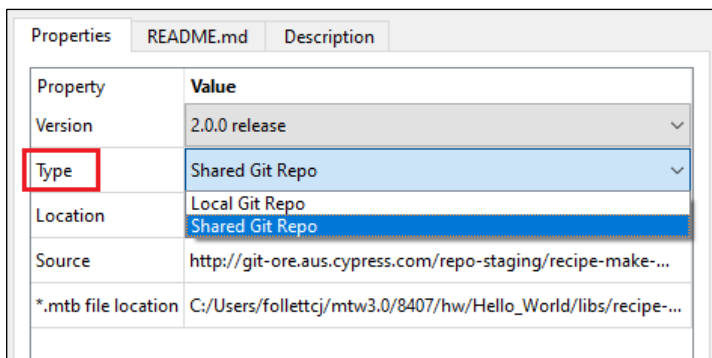 Properties README.md Description
Property Value
Version 2.0.0 release
Type Shared Git Repo
Local Git Repo
Location
Shared Git Repo
Source http://git-ore.aus.cypress.com/repo-staging/recipe-make-...
*.mtb file location C:/Users/follettcj/mtw3.0/8407/hw/Hello_World/libs/recipe-...